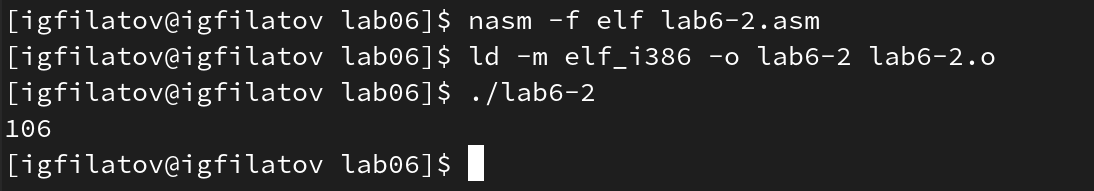 [igfilatov@igfilatov lab06]$ nasm -f elf lab6-2.asm
[igfilatov@igfilatov lab06]$ ld -m elf_i386 -o lab6-2 lab6-2.o
[igfilatov@igfilatov lab06]$ ./lab6-2
106
[igfilatov@igfilatov lab06]$